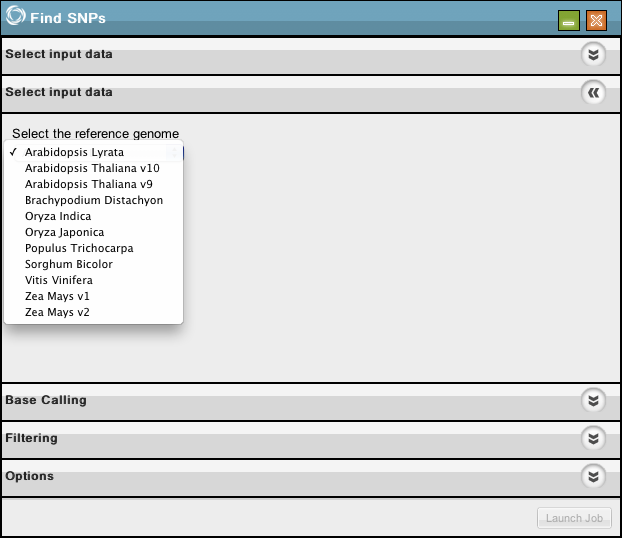 Find SNPs
Select input data
Select input data
Select the reference genome
✓ Arabidopsis Lyrata
Arabidopsis Thaliana v10
Arabidopsis Thaliana v9
Brachypodium Distachyon
Oryza Indica
Oryza Japonica
Populus Trichocarpa
Sorghum Bicolor
Vitis Vinifera
Zea Mays v1
Zea Mays v2
Base Calling
Filtering
Options
Launch Job